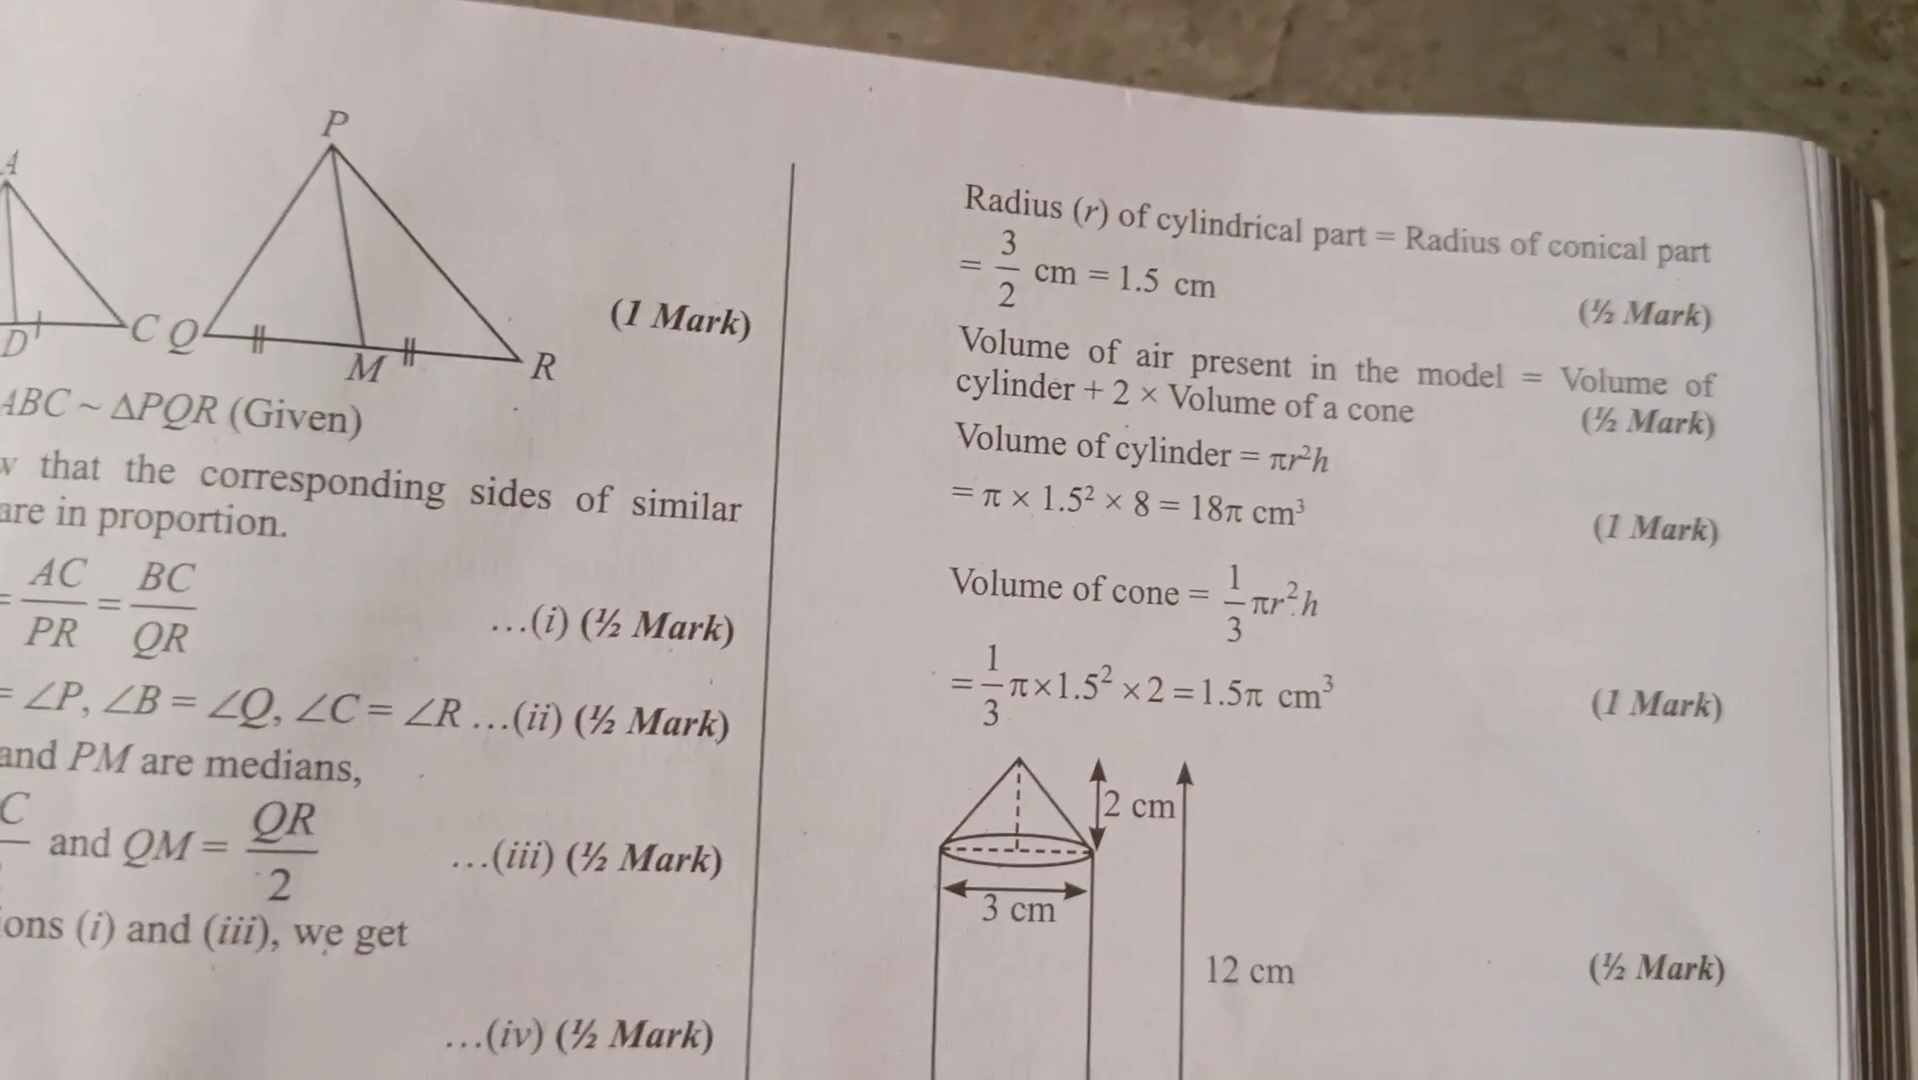 P
A
D
C Q
M
R
(1 Mark)
ABC ~ ΔPQR (Given)
that the corresponding sides of similar
are in proportion.
= AC/PR = BC/QR ...(i) (½ Mark)
= ∠P, ∠B = ∠Q, ∠C = ∠R ...(ii) (½ Mark)
and PM are medians,
C
and QM = QR/2 ...(iii) (½ Mark)
ions (i) and (iii), we get
...(iv) (½ Mark)
Radius (r) of cylindrical part = Radius of conical part
= 3/2 cm = 1.5 cm
(½ Mark)
Volume of air present in the model = Volume of
cylinder + 2 × Volume of a cone (½ Mark)
Volume of cylinder = πr²h
= π × 1.5² × 8 = 18π cm³
(1 Mark)
Volume of cone = 1/3 πr²h
= 1/3 π×1.5² ×2 = 1.5π cm³ (1 Mark)
2 cm
3 cm
12 cm
(½ Mark)